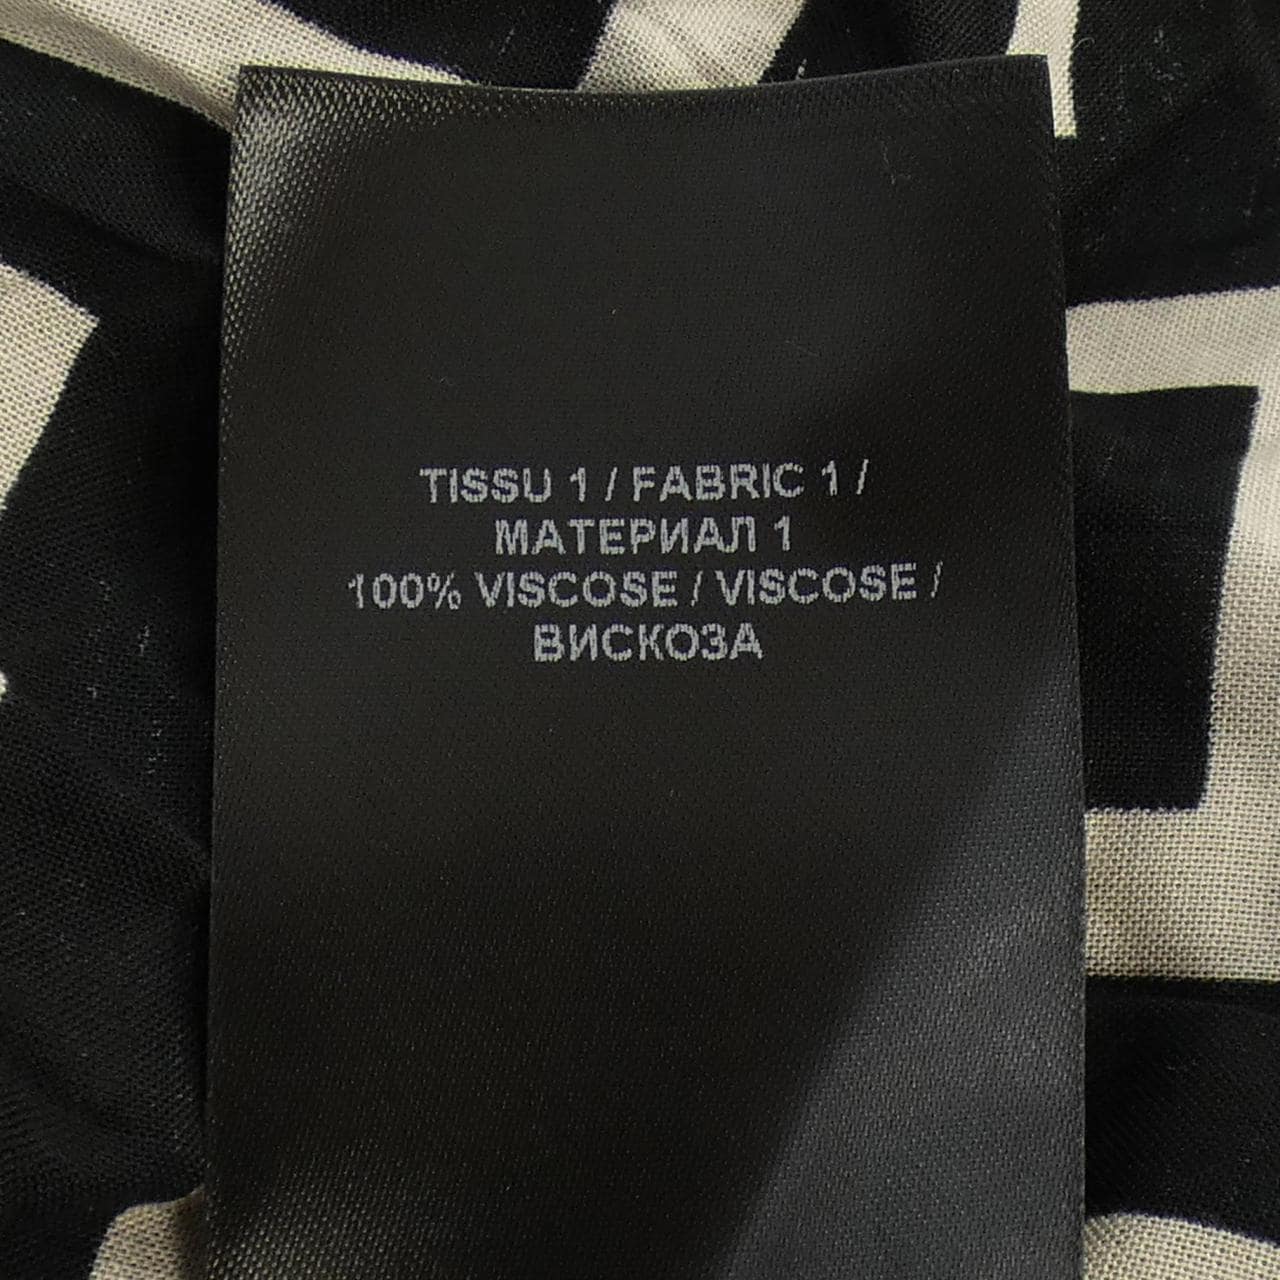 TISSU 1 / FABRIC 1 /
МАТЕРИАЛ 1
100% VISCOSE / VISCOSE /
ВИСКОЗА